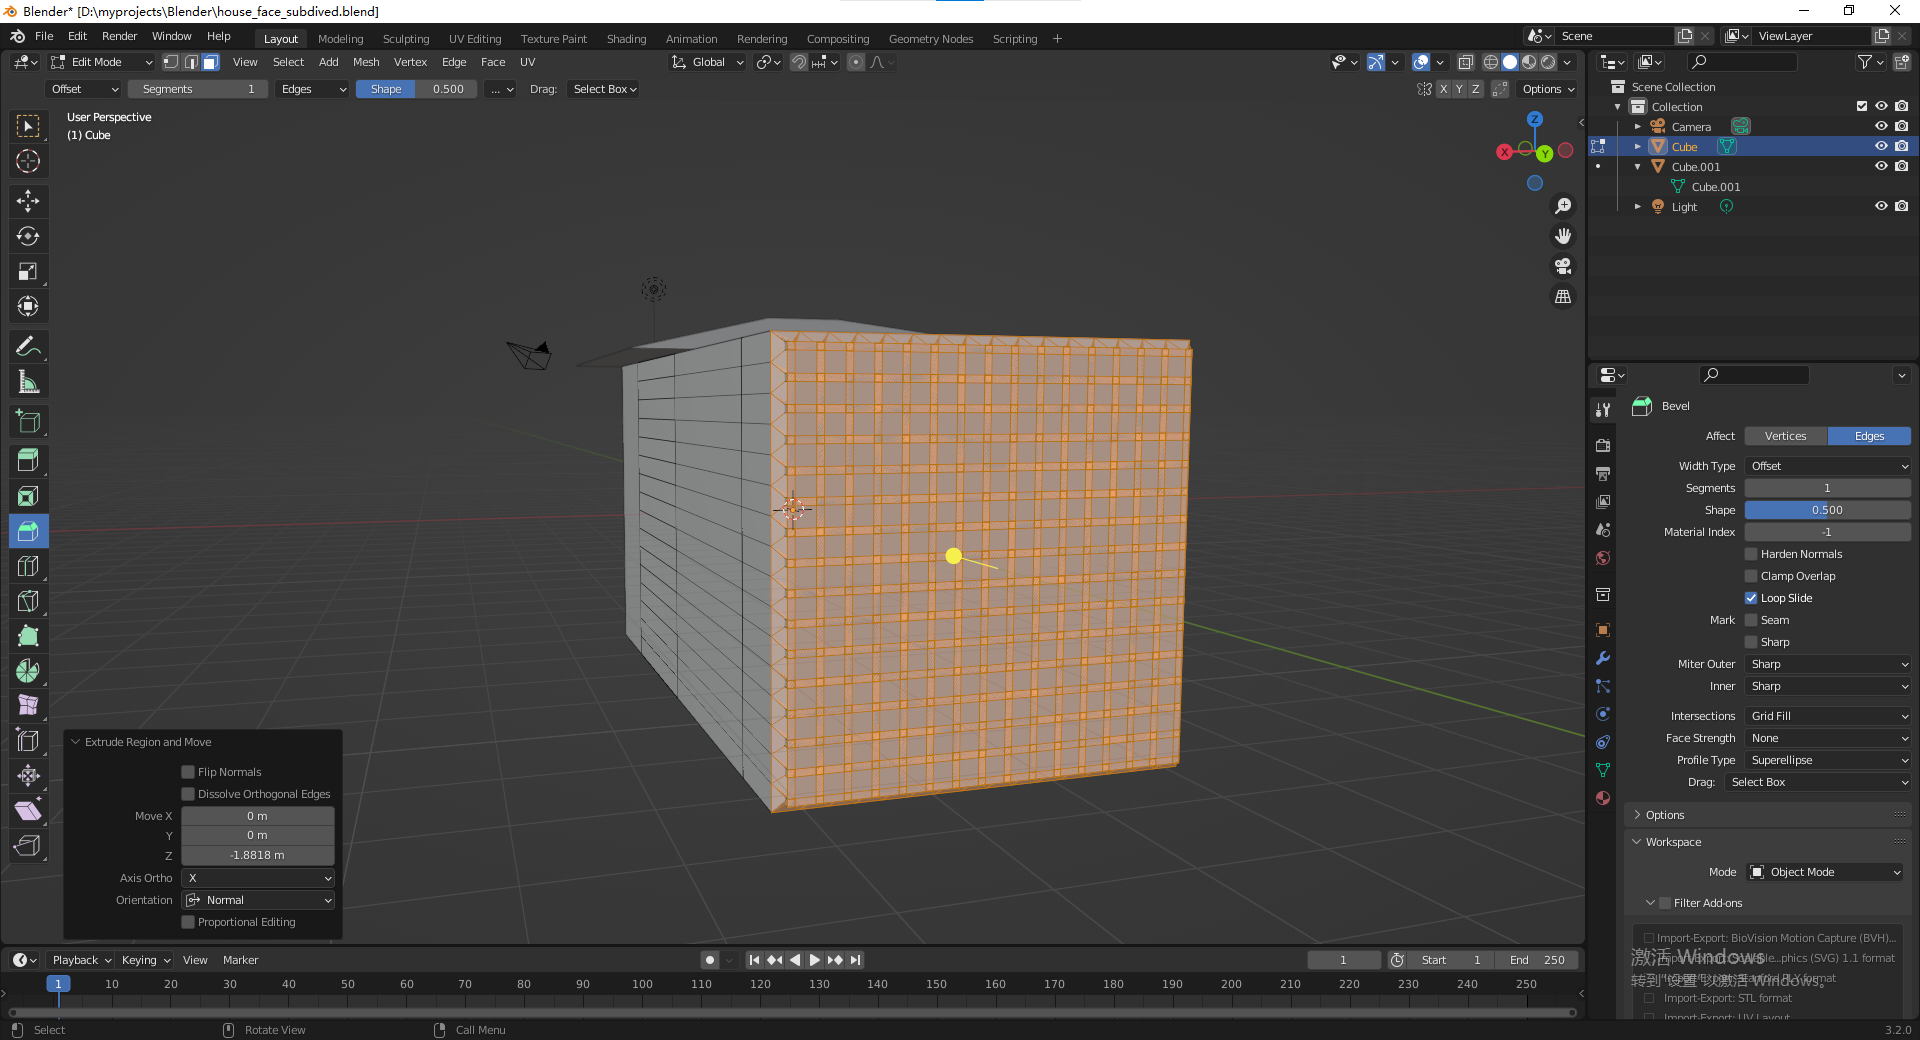 Blender* [D:\myprojects\Blender\house_face_subdived.blend]
File Edit Render Window Help Layout Modeling Sculpting UV Editing Texture Paint Shading Animation Rendering Compositing Geometry Nodes Scripting + Scene ViewLayer
Edit Mode View Select Add Mesh Vertex Edge Face UV Global
Offset Segments 1 Edges Shape 0.500 ... Drag: Select Box X Y Z Options
User Perspective
(1) Cube
Z
X
Y
Scene Collection
Collection
Camera
Cube
Cube.001
Cube.001
Light
Bevel
Affect Vertices Edges
Width Type Offset
Segments 1
Shape 0.500
Material Index -1
Harden Normals
Clamp Overlap
Loop Slide
Mark Seam
Sharp
Miter Outer Sharp
Inner Sharp
Intersections Grid Fill
Face Strength None
Profile Type Superellipse
Drag: Select Box
Options
Workspace
Mode Object Mode
Filter Add-ons
Import-Export: BioVision Motion Capture (BVH)...
phics (SVG) 1.1 format
激活 Windows
转到"设置"以激活 Windows。
Import-Export: STL format
Import-Export: UV Layout
Extrude Region and Move
Flip Normals
Dissolve Orthogonal Edges
Move X 0 m
Y 0 m
Z -1.8818 m
Axis Ortho X
Orientation Normal
Proportional Editing
Playback Keying View Marker 1 Start 1 End 250
1 10 20 30 40 50 60 70 80 90 100 110 120 130 140 150 160 170 180 190 200 210 220 230 240 250
Select Rotate View Call Menu 3.2.0